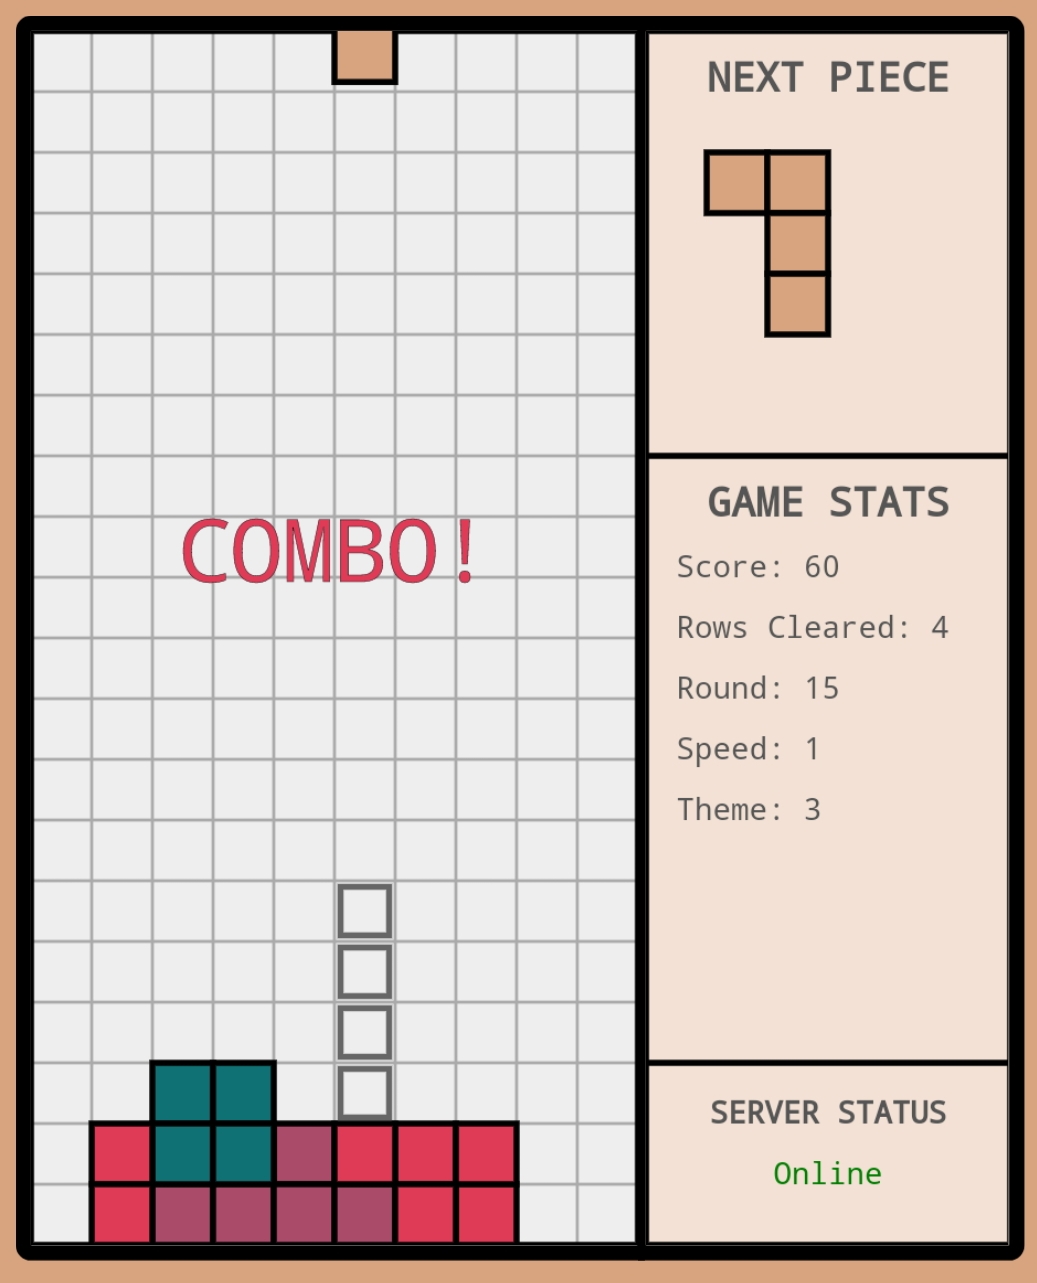 NEXT PIECE
COMBO!
GAME STATS
Score: 60
Rows Cleared: 4
Round: 15
Speed: 1
Theme: 3
SERVER STATUS
Online